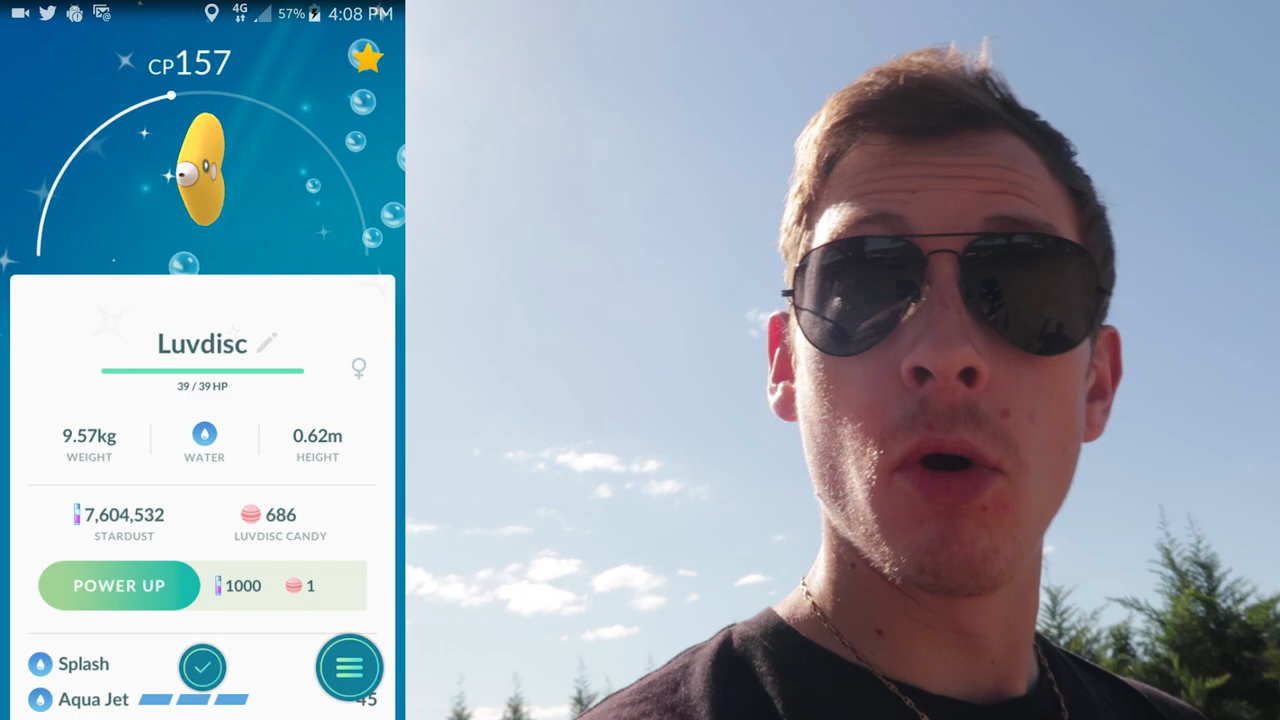 4G 57% 4:08 PM
CP157
Luvdisc
39 / 39 HP
9.57kg
WEIGHT
WATER
0.62m
HEIGHT
7,604,532
STARDUST
686
LUVDISC CANDY
POWER UP 1000 1
Splash
Aqua Jet 45